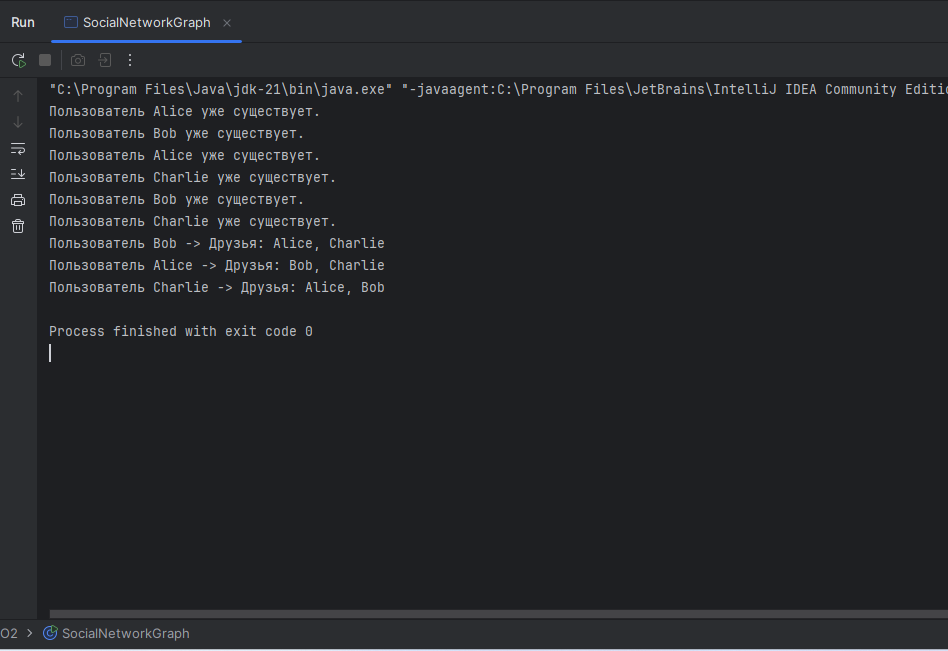 Run SocialNetworkGraph
"C:\Program Files\Java\jdk-21\bin\java.exe" "-javaagent:C:\Program Files\JetBrains\IntelliJ IDEA Community Editio
Пользователь Alice уже существует.
Пользователь Bob уже существует.
Пользователь Alice уже существует.
Пользователь Charlie уже существует.
Пользователь Bob уже существует.
Пользователь Charlie уже существует.
Пользователь Bob -> Друзья: Alice, Charlie
Пользователь Alice -> Друзья: Bob, Charlie
Пользователь Charlie -> Друзья: Alice, Bob
Process finished with exit code 0
O2 > SocialNetworkGraph